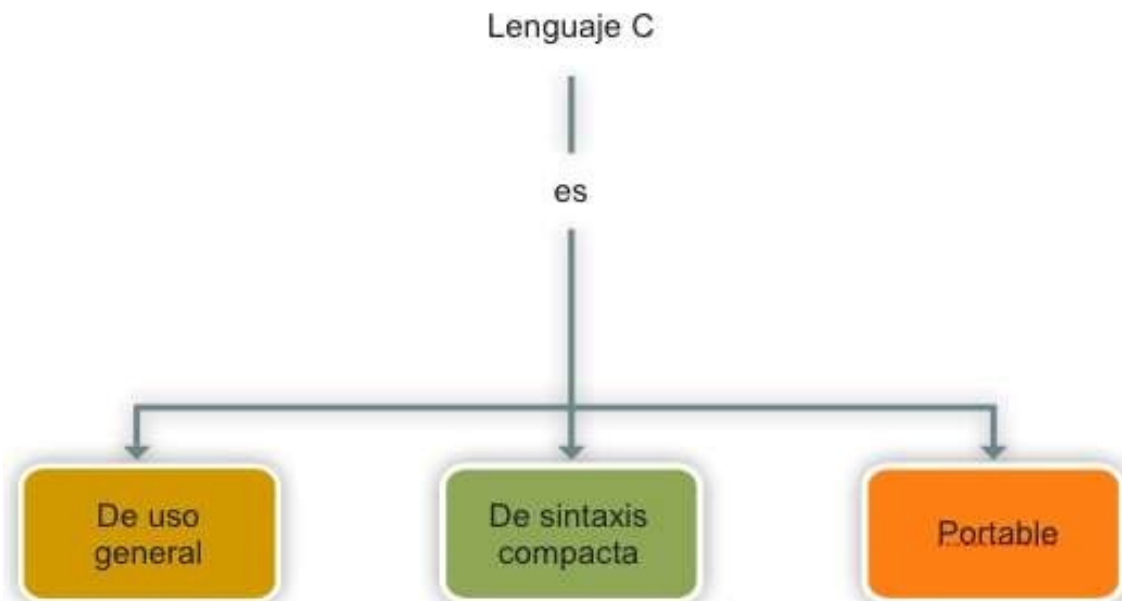 Lenguaje C
es
De uso
general
De sintaxis
compacta
Portable